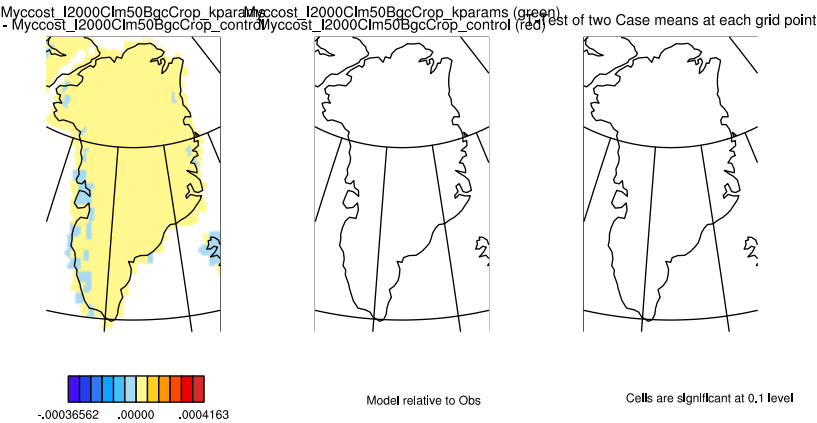 Myccost_I2000Clm50BgcCrop_kparams
- Myccost_I2000Clm50BgcCrop_control
Myccost_I2000Clm50BgcCrop_kparams (green)
Myccost_I2000Clm50BgcCrop_control (red)
T-Test of two Case means at each grid point
-.00036562 .00000 .0004163
Model relative to Obs
Cells are significant at 0.1 level